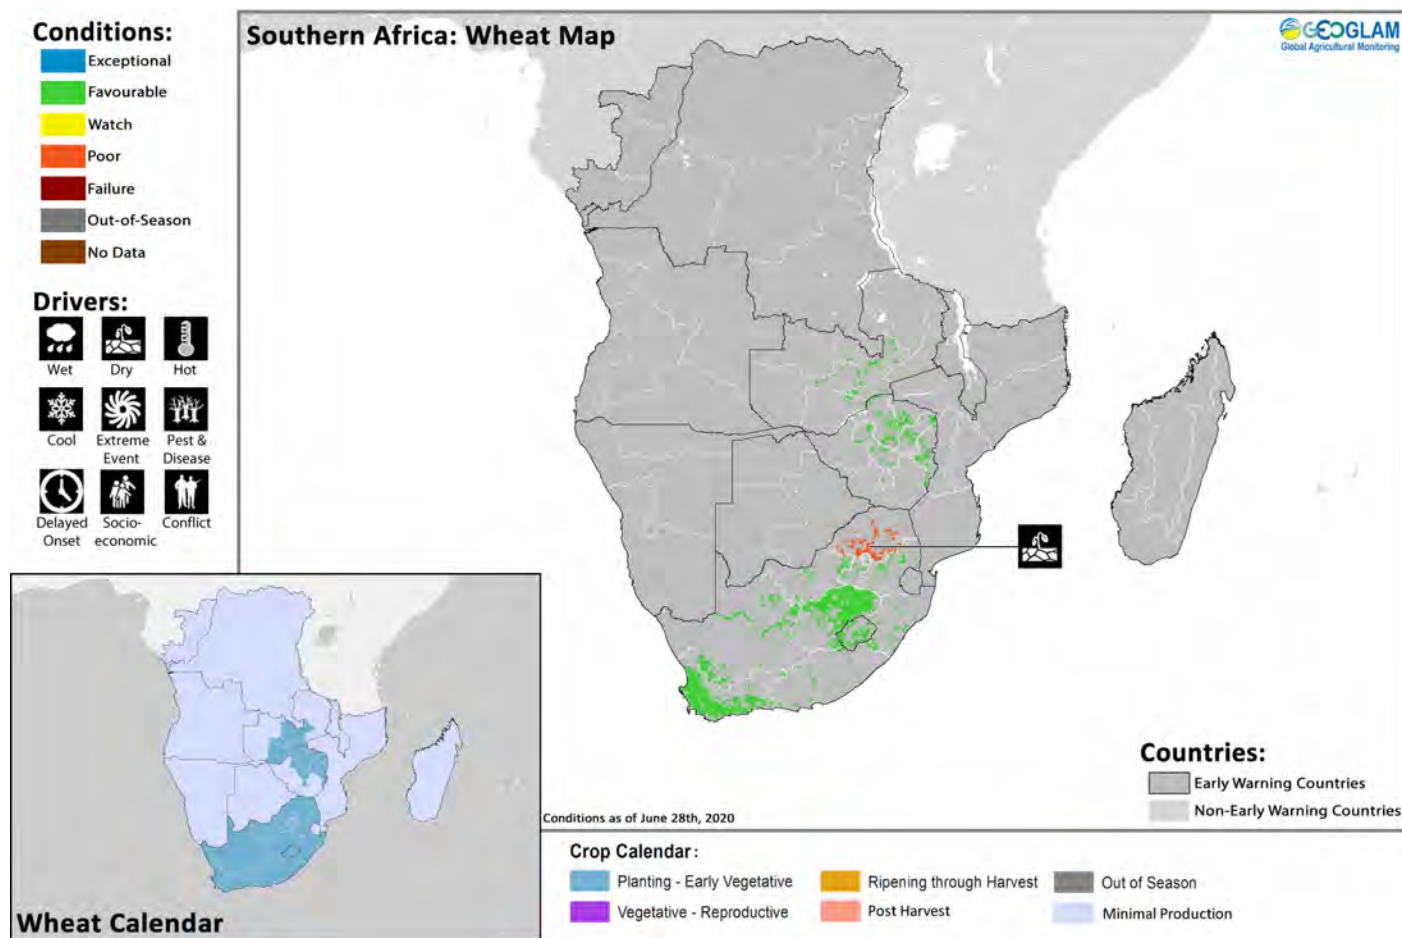 Conditions:
Exceptional
Favourable
Watch
Poor
Failure
Out-of-Season
No Data
Drivers:
Wet
Dry
Hot
Cool
Extreme
Event
Pest &
Disease
Delayed
Onset
Socio-
economic
Conflict
Southern Africa: Wheat Map
GEOGLAM
Global Agricultural Monitoring
Countries:
Early Warning Countries
Non-Early Warning Countries
Conditions as of June 28th, 2020
Wheat Calendar
Crop Calendar:
Planting - Early Vegetative
Ripening through Harvest
Out of Season
Vegetative - Reproductive
Post Harvest
Minimal Production